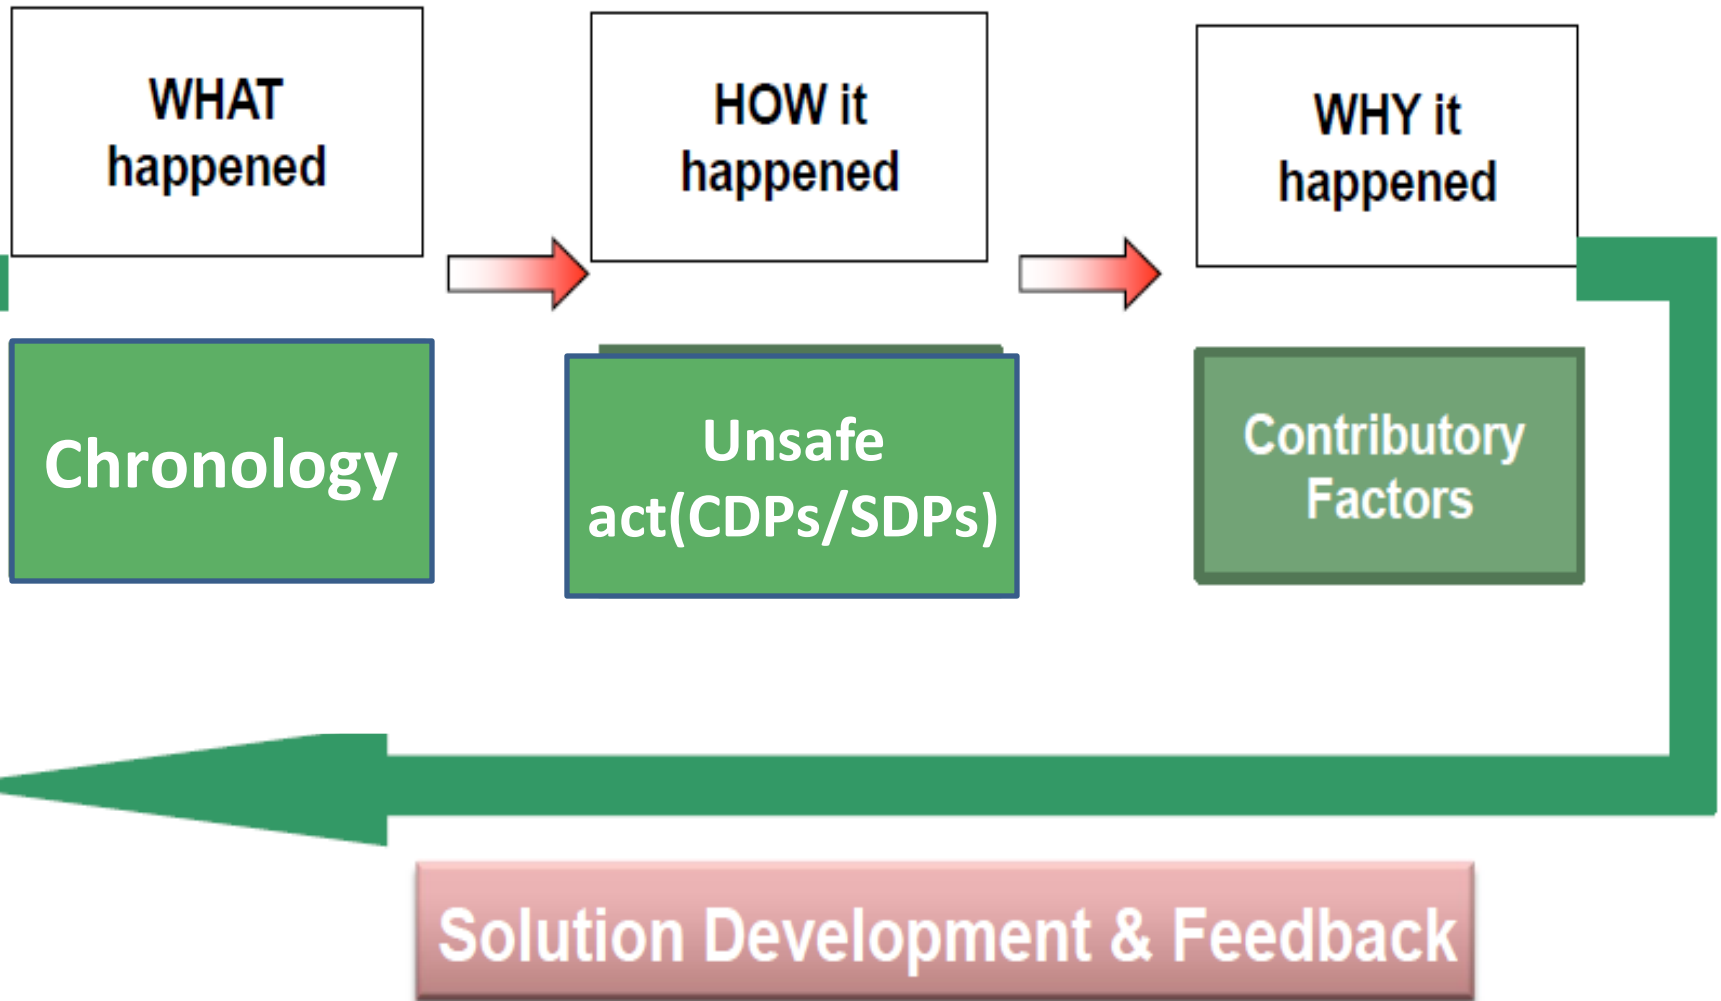 WHAT
happened
HOW it
happened
WHY it
happened
Chronology
Unsafe
act(CDPs/SDPs)
Contributory
Factors
Solution Development & Feedback